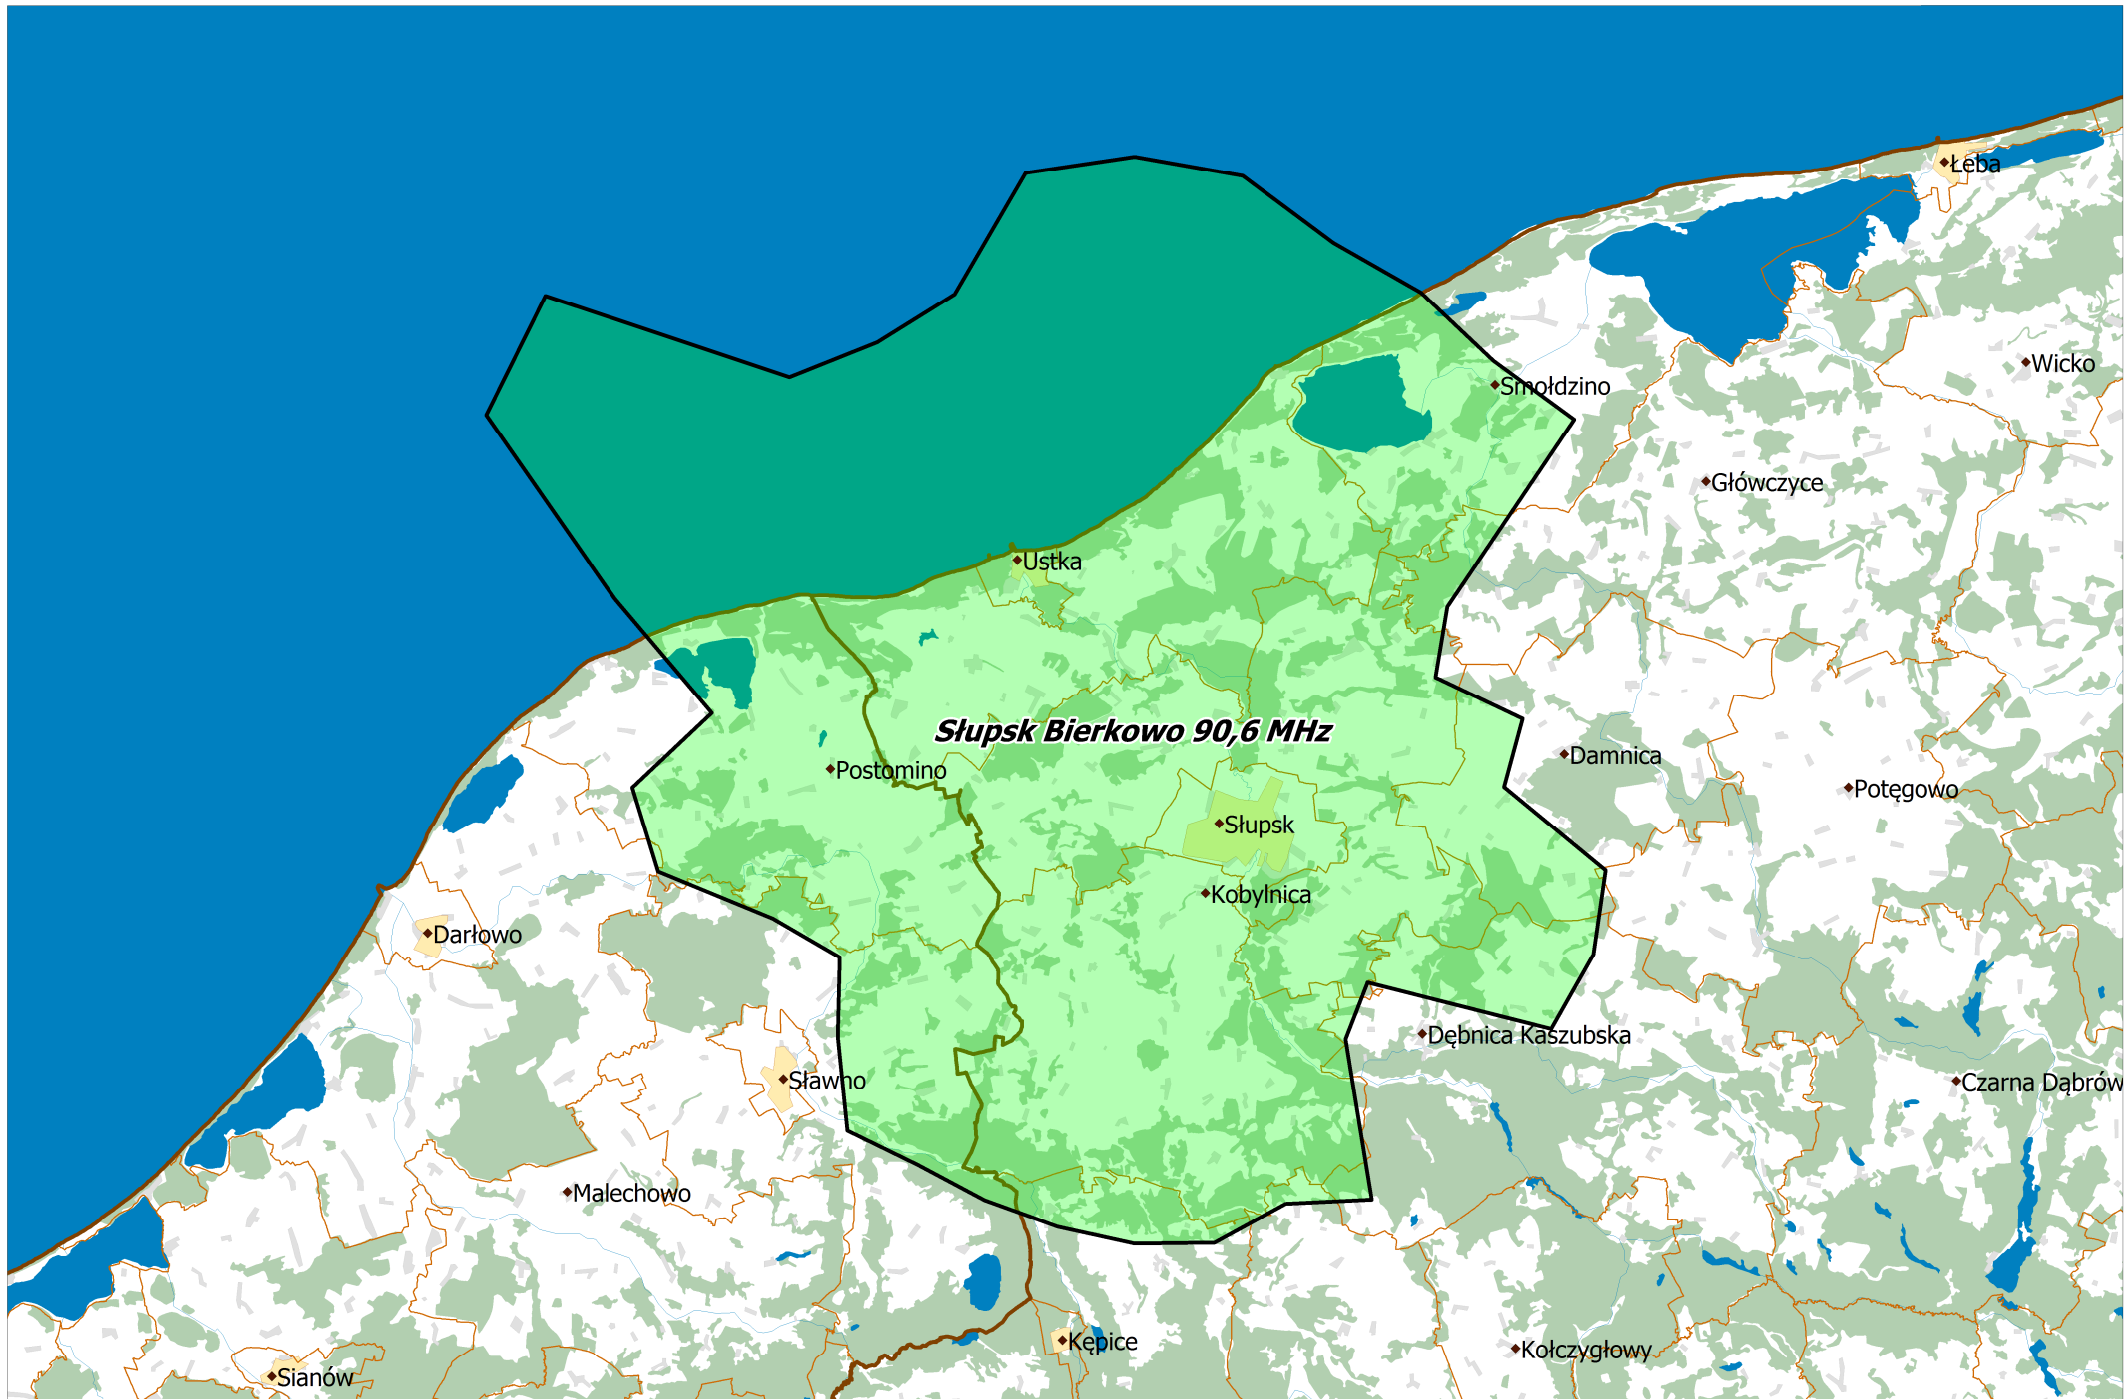 Łeba
Wicko
Smołdzino
Główczyce
Ustka
Słupsk Bierkowo 90,6 MHz
Damnica
Postomino
Potęgowo
Słupsk
Kobylnica
Darłowo
Dębnica Kaszubska
Sławno
Czarna Dąbrów
Malechowo
Kępice
Kołczygłowy
Sianów